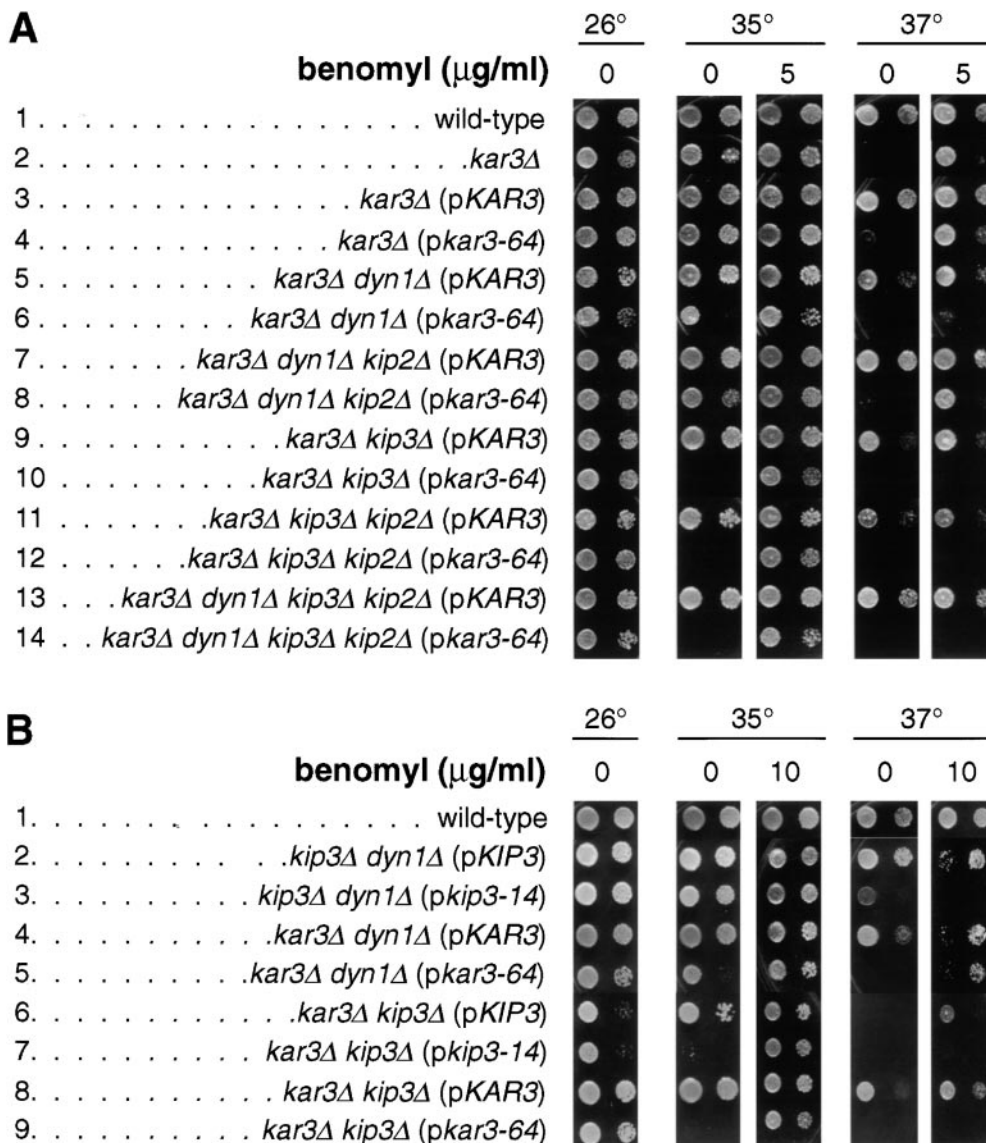 A 26° 35° 37°
benomyl (μg/ml) 0 0 5 0 5
1 . . . . . . . . . . . . . . . . . . wild-type
2 . . . . . . . . . . . . . . . . . . . .kar3Δ
3 . . . . . . . . . . . . . . kar3Δ (pKAR3)
4 . . . . . . . . . . . . . kar3Δ (pkar3-64)
5 . . . . . . . . . . kar3Δ dyn1Δ (pKAR3)
6 . . . . . . . . . kar3Δ dyn1Δ (pkar3-64)
7 . . . . . . kar3Δ dyn1Δ kip2Δ (pKAR3)
8 . . . . . kar3Δ dyn1Δ kip2Δ (pkar3-64)
9 . . . . . . . . . . . kar3Δ kip3Δ (pKAR3)
10 . . . . . . . . . kar3Δ kip3Δ (pkar3-64)
11 . . . . . . .kar3Δ kip3Δ kip2Δ (pKAR3)
12 . . . . . .kar3Δ kip3Δ kip2Δ (pkar3-64)
13 . . .kar3Δ dyn1Δ kip3Δ kip2Δ (pKAR3)
14 . . kar3Δ dyn1Δ kip3Δ kip2Δ (pkar3-64)
B 26° 35° 37°
benomyl (μg/ml) 0 0 10 0 10
1. . . . . . . . . . . . . . . . . . wild-type
2. . . . . . . . . . . .kip3Δ dyn1Δ (pKIP3)
3. . . . . . . . . . kip3Δ dyn1Δ (pkip3-14)
4. . . . . . . . . . .kar3Δ dyn1Δ (pKAR3)
5. . . . . . . . . .kar3Δ dyn1Δ (pkar3-64)
6. . . . . . . . . . . .kar3Δ kip3Δ (pKIP3)
7. . . . . . . . . . . kar3Δ kip3Δ (pkip3-14)
8. . . . . . . . . . . kar3Δ kip3Δ (pKAR3)
9. . . . . . . . . . kar3Δ kip3Δ (pkar3-64)